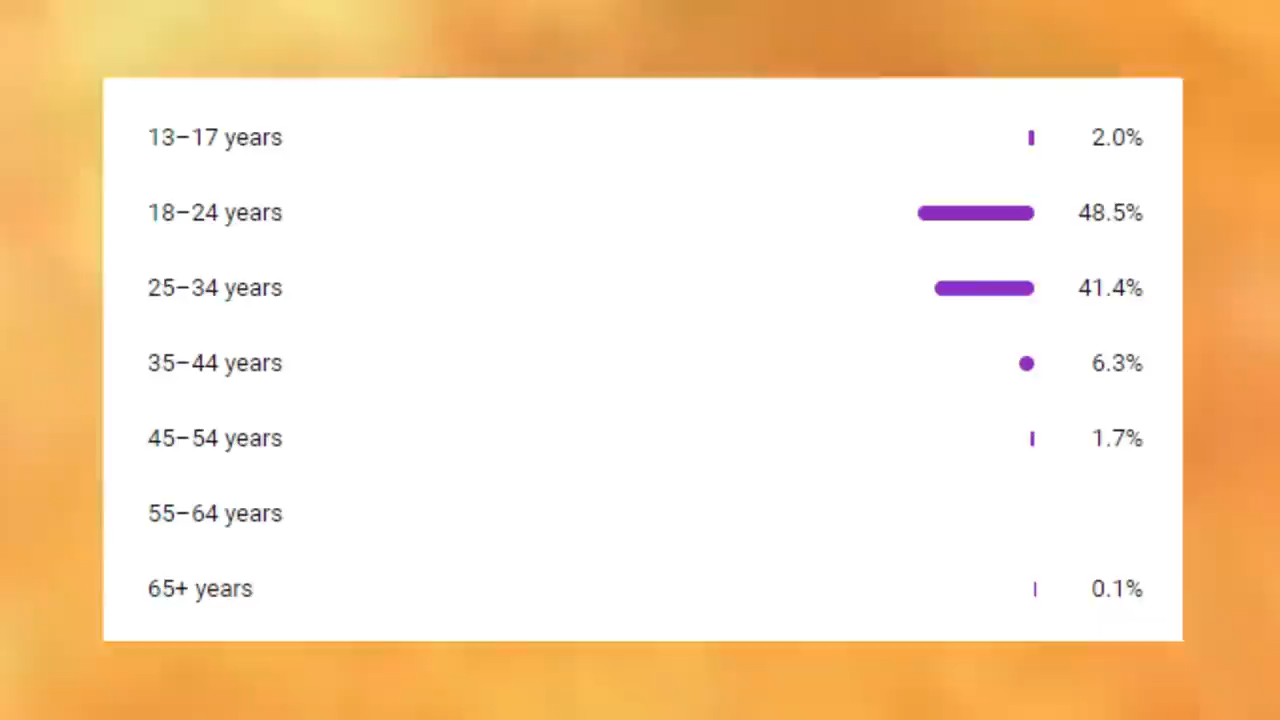 13–17 years 2.0%
18–24 years 48.5%
25–34 years 41.4%
35–44 years 6.3%
45–54 years 1.7%
55–64 years
65+ years 0.1%